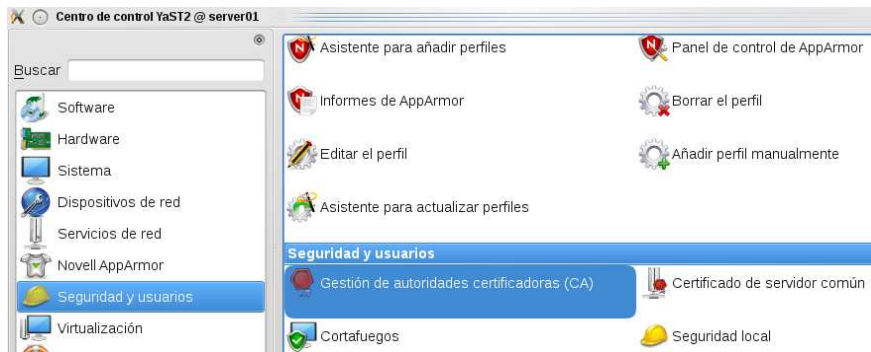 Centro de control YaST2 @ server01
Buscar
Software
Hardware
Sistema
Dispositivos de red
Servicios de red
Novell AppArmor
Seguridad y usuarios
Virtualización
Asistente para añadir perfiles
Panel de control de AppArmor
Informes de AppArmor
Borrar el perfil
Editar el perfil
Añadir perfil manualmente
Asistente para actualizar perfiles
Seguridad y usuarios
Gestión de autoridades certificadoras (CA)
Certificado de servidor común
Cortafuegos
Seguridad local